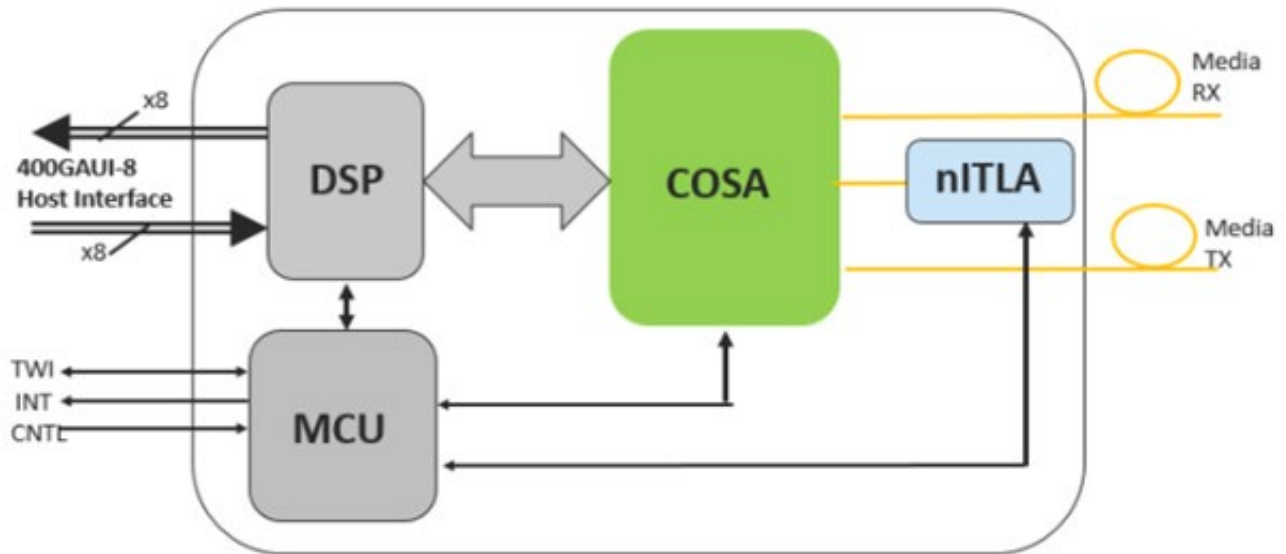 x8
400GAUI-8
Host Interface
x8
DSP
COSA
nITLA
Media
RX
Media
TX
TWI
INT
CNTL
MCU